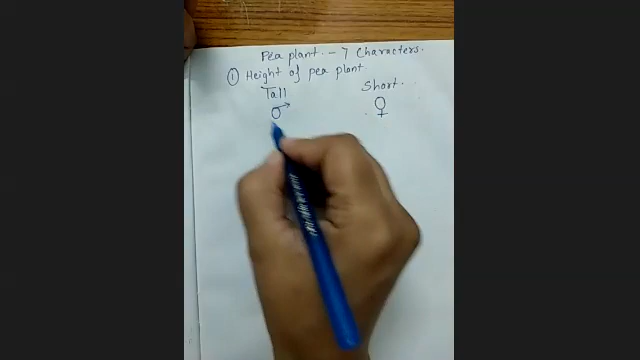 Pea plant. - 7 Characters.
① Height of pea plant
Tall Short.
♂ ♀